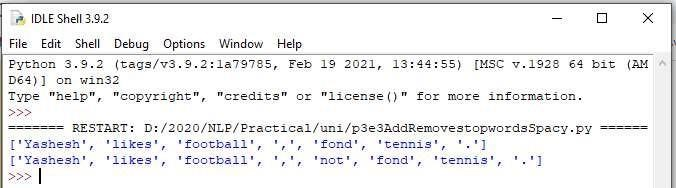 IDLE Shell 3.9.2
File Edit Shell Debug Options Window Help
Python 3.9.2 (tags/v3.9.2:1a79785, Feb 19 2021, 13:44:55) [MSC v.1928 64 bit (AM
D64)] on win32
Type "help", "copyright", "credits" or "license()" for more information.
>>>
======= RESTART: D:/2020/NLP/Practical/uni/p3e3AddRemovestopwordsSpacy.py ======
['Yashesh', 'likes', 'football', ',', 'fond', 'tennis', '.']
['Yashesh', 'likes', 'football', ',', 'not', 'fond', 'tennis', '.']
>>>